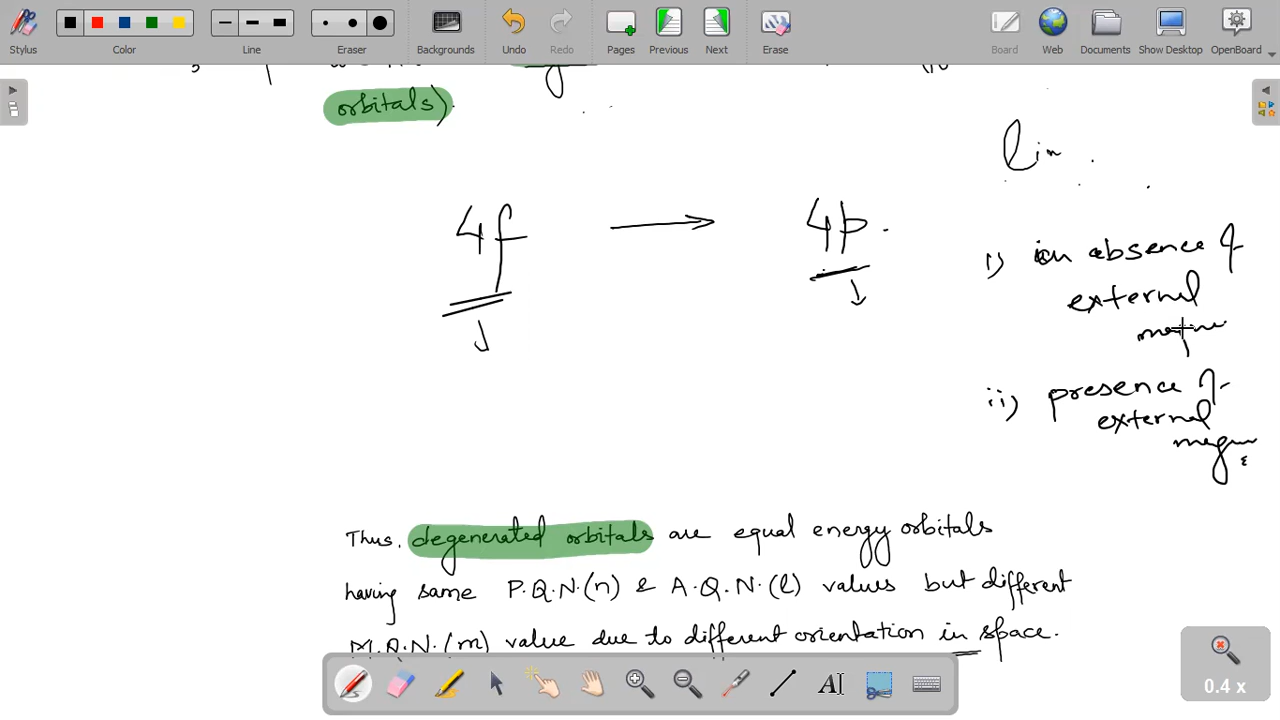 Stylus
Color
Line
Eraser
Backgrounds
Undo
Redo
Pages
Previous
Next
Erase
Board
Web
Documents
Show Desktop
OpenBoard
orbitals).
lin
4f → 4p.
i) in absence of
external
ii) presence of
external
Thus, degenerated orbitals are equal energy orbitals
having same P.Q.N.(n) & A.Q.N.(l) values but different
M.Q.N.(m) value due to different orientation in space.
0.4 x